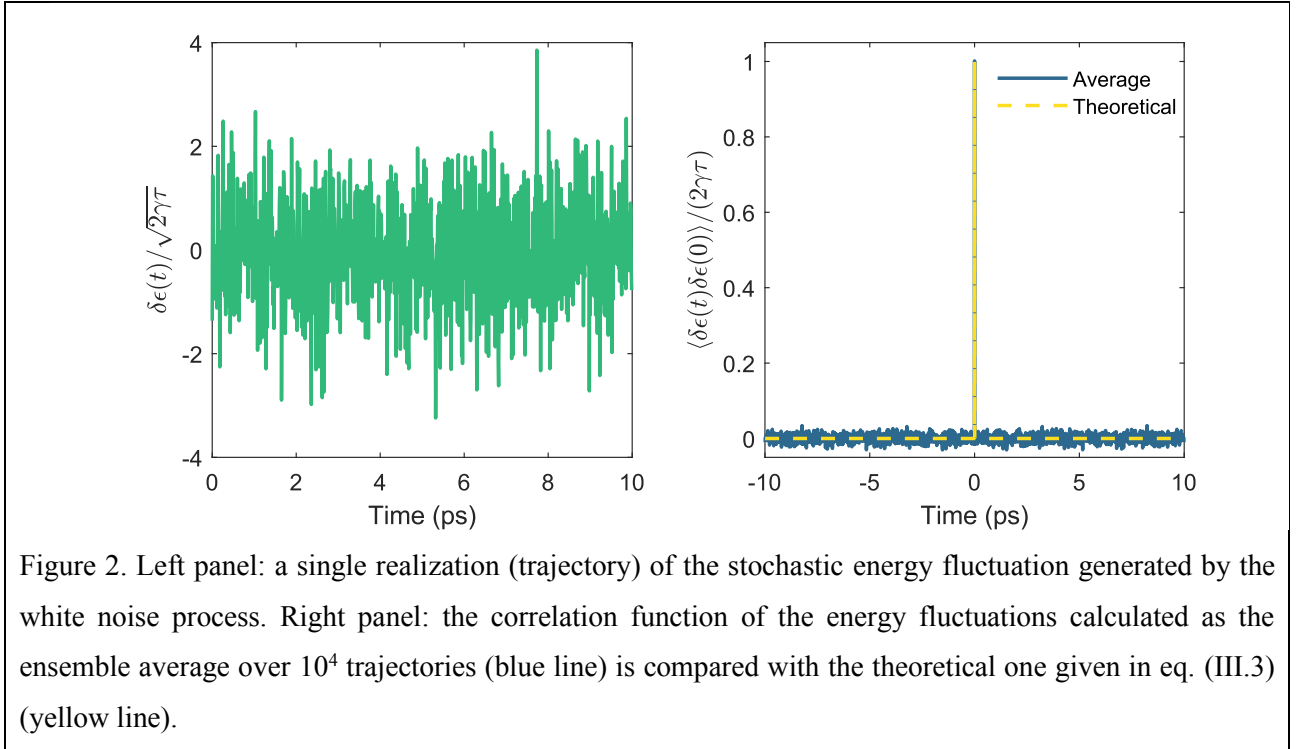 4
2
0
-2
-4
δϵ(t)/√2γτ
0 2 4 6 8 10
Time (ps)
1
0.8
0.6
0.4
0.2
0
⟨δϵ(t)δϵ(0)⟩/(2γτ)
Average
Theoretical
-10 -5 0 5 10
Time (ps)
Figure 2. Left panel: a single realization (trajectory) of the stochastic energy fluctuation generated by the
white noise process. Right panel: the correlation function of the energy fluctuations calculated as the
ensemble average over 10⁴ trajectories (blue line) is compared with the theoretical one given in eq. (III.3)
(yellow line).